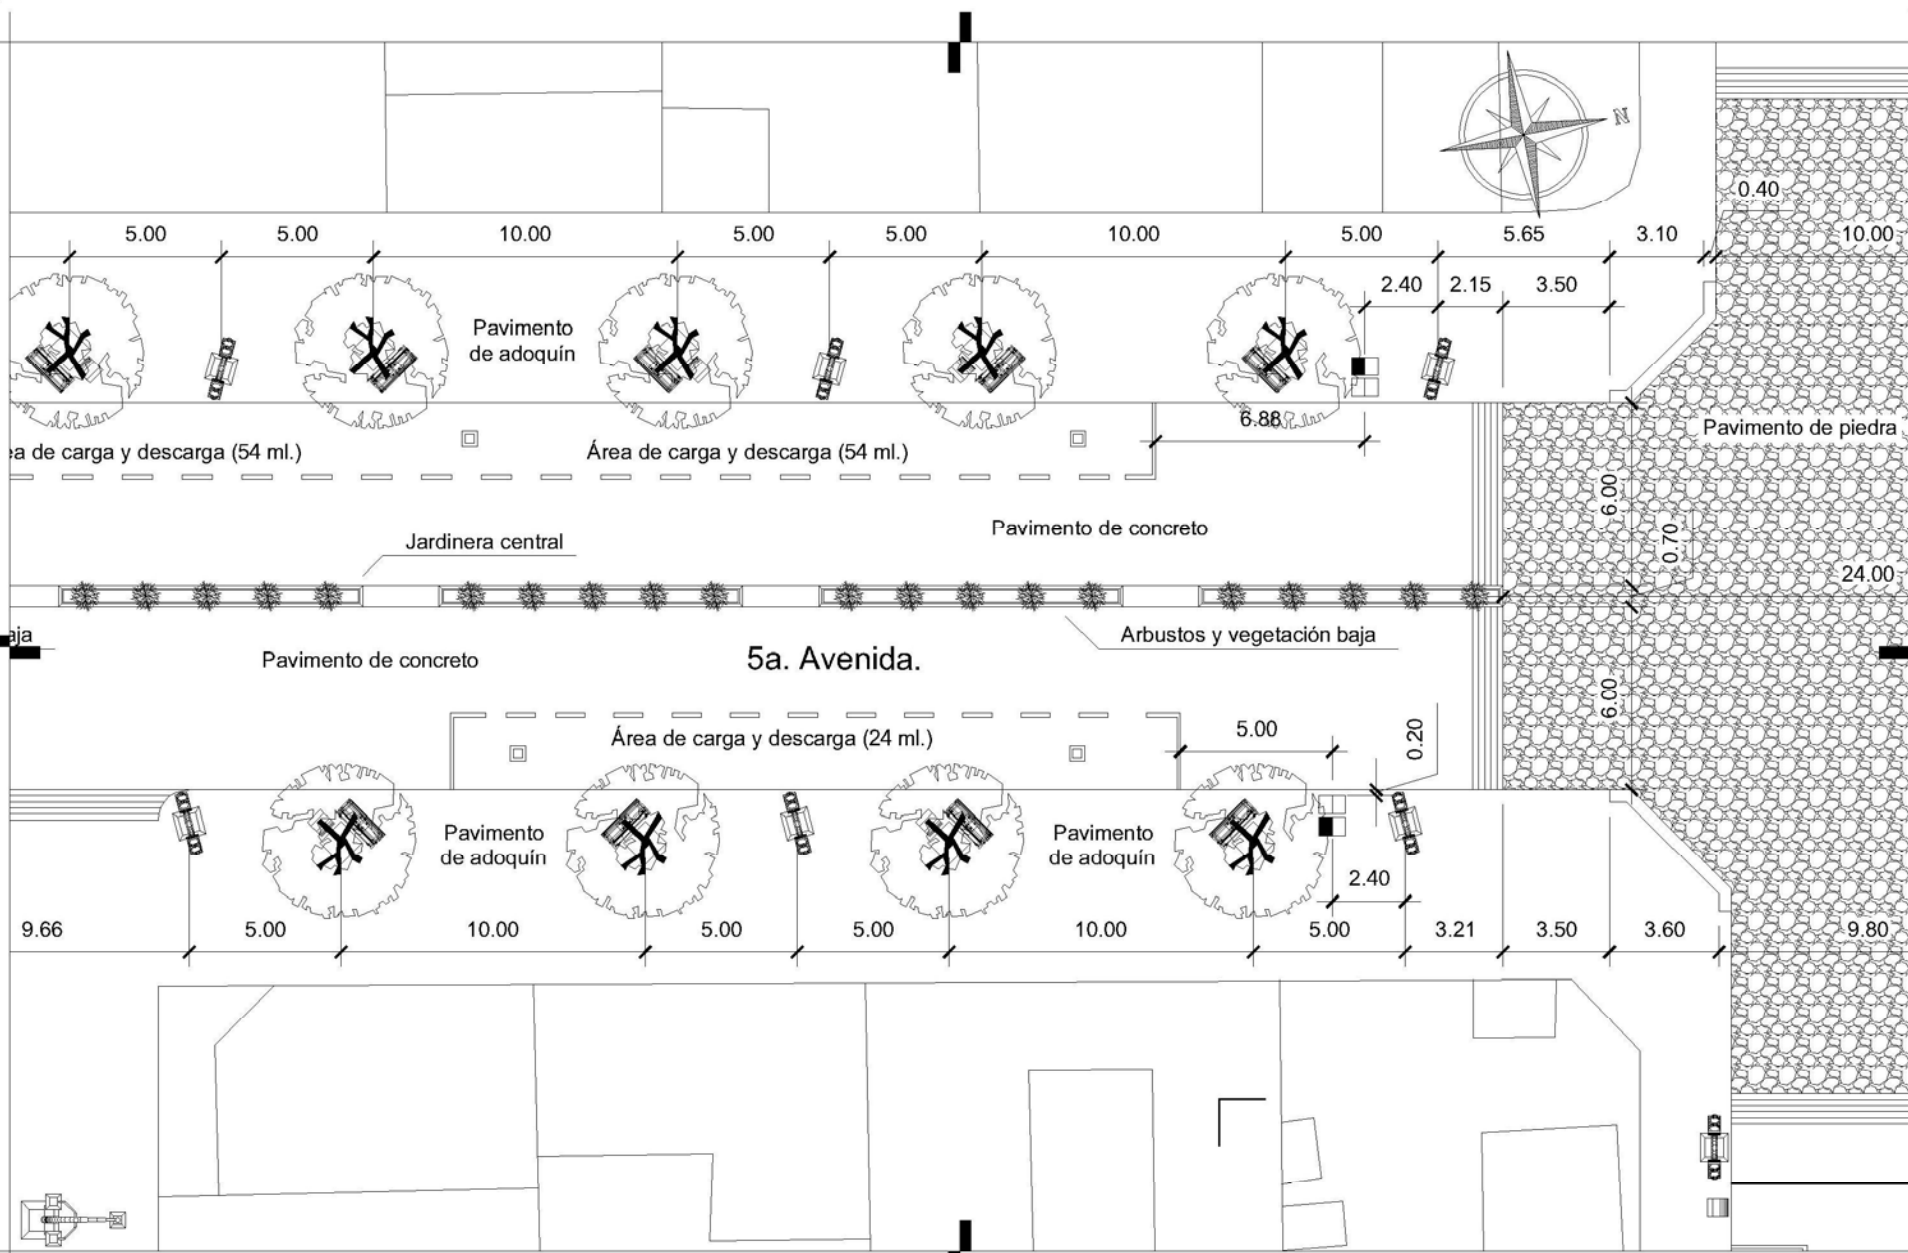 N
0.40
5.00 5.00 10.00 5.00 5.00 10.00 5.00 5.65 3.10 10.00
2.40 2.15 3.50
Pavimento
de adoquín
6.88
Pavimento de piedra
ea de carga y descarga (54 ml.)
Área de carga y descarga (54 ml.)
6.00
Pavimento de concreto
Jardinera central
0.70
24.00
aja
Arbustos y vegetación baja
Pavimento de concreto
5a. Avenida.
6.00
Área de carga y descarga (24 ml.)
5.00
0.20
Pavimento
de adoquín
Pavimento
de adoquín
2.40
9.66 5.00 10.00 5.00 5.00 10.00 5.00 3.21 3.50 3.60 9.80